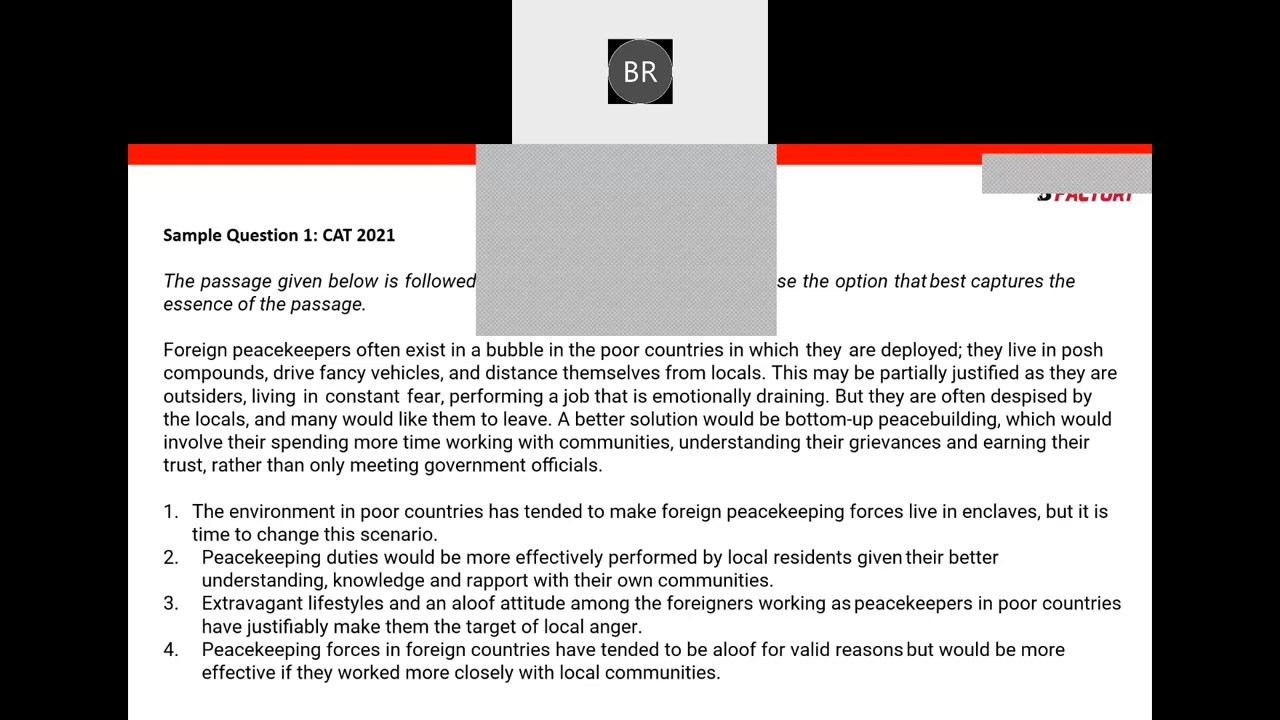 BR
FACTORY
Sample Question 1: CAT 2021
The passage given below is followed se the option that best captures the
essence of the passage.
Foreign peacekeepers often exist in a bubble in the poor countries in which they are deployed; they live in posh
compounds, drive fancy vehicles, and distance themselves from locals. This may be partially justified as they are
outsiders, living in constant fear, performing a job that is emotionally draining. But they are often despised by
the locals, and many would like them to leave. A better solution would be bottom-up peacebuilding, which would
involve their spending more time working with communities, understanding their grievances and earning their
trust, rather than only meeting government officials.
1. The environment in poor countries has tended to make foreign peacekeeping forces live in enclaves, but it is
time to change this scenario.
2. Peacekeeping duties would be more effectively performed by local residents given their better
understanding, knowledge and rapport with their own communities.
3. Extravagant lifestyles and an aloof attitude among the foreigners working as peacekeepers in poor countries
have justifiably make them the target of local anger.
4. Peacekeeping forces in foreign countries have tended to be aloof for valid reasons but would be more
effective if they worked more closely with local communities.